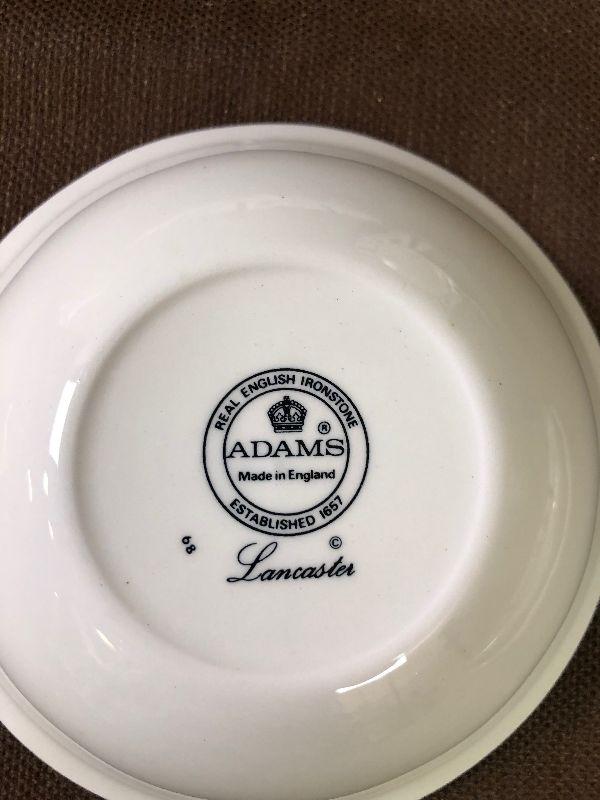 REAL ENGLISH IRONSTONE
ADAMS ®
Made in England
ESTABLISHED 1657
©
Lancaster
68